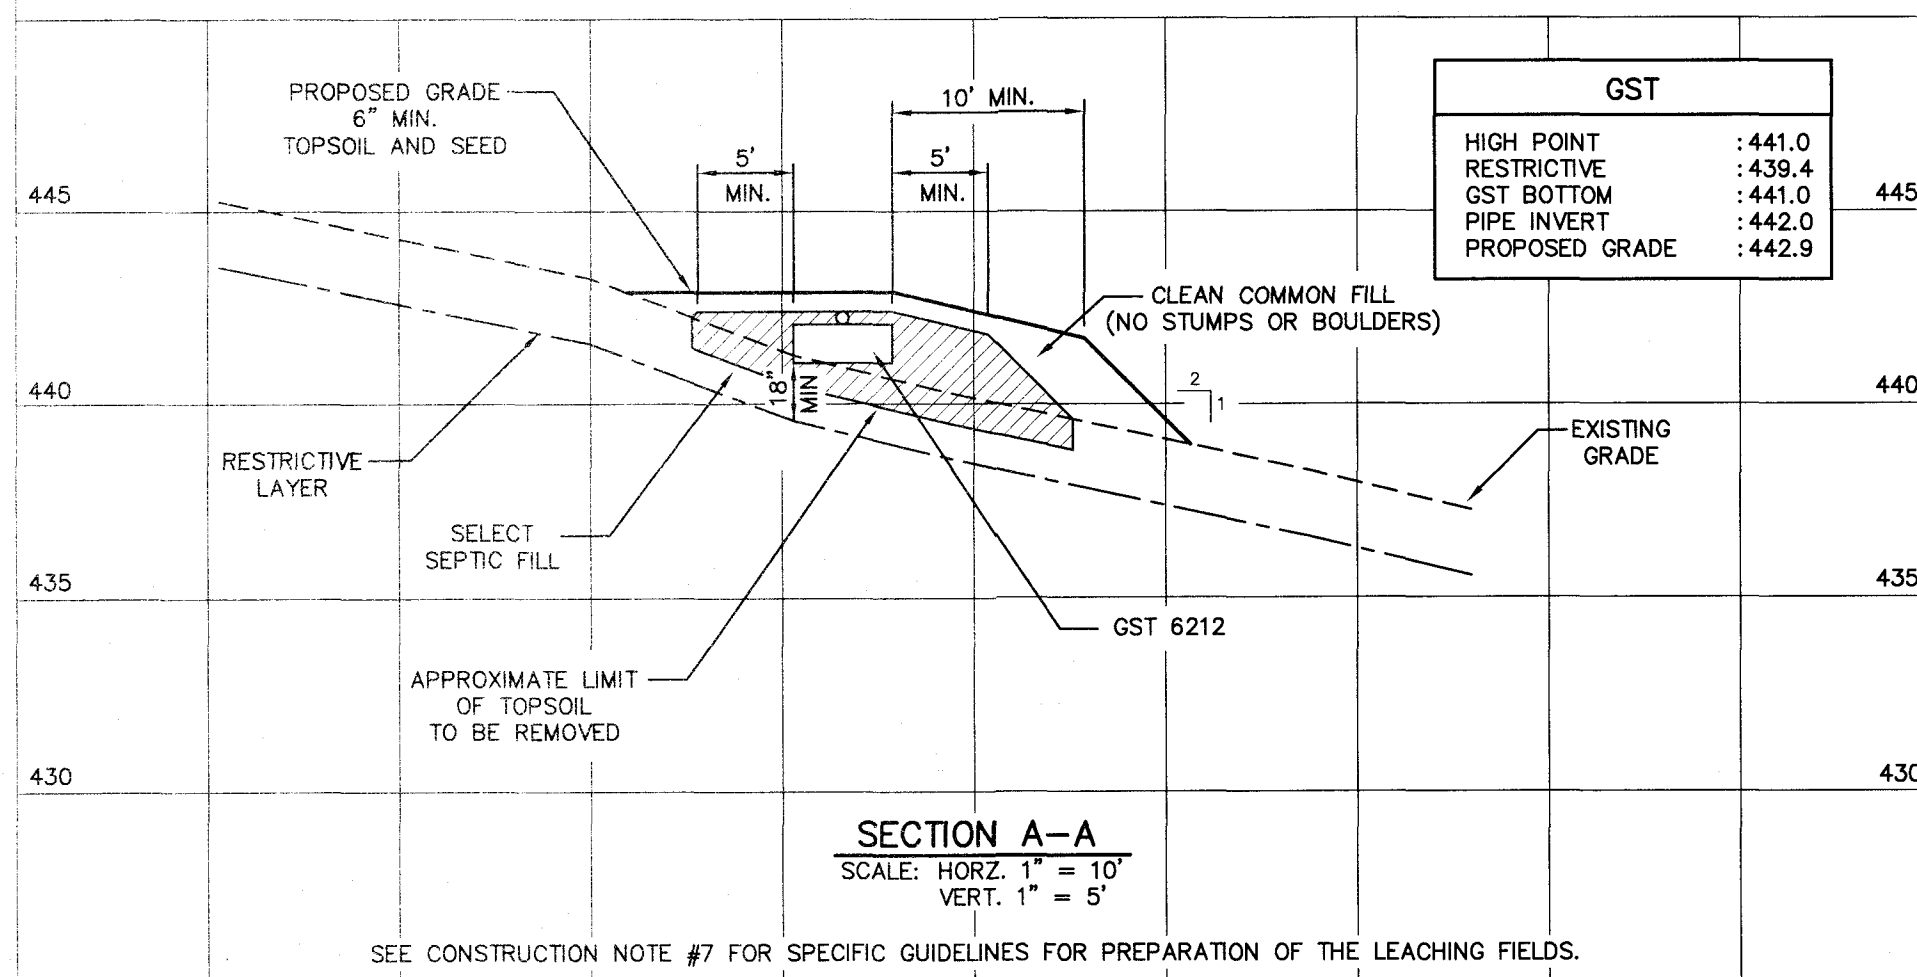 PROPOSED GRADE
6" MIN.
TOPSOIL AND SEED
10' MIN.
5'
MIN.
5'
MIN.
GST
HIGH POINT :441.0
RESTRICTIVE :439.4
GST BOTTOM :441.0
PIPE INVERT :442.0
PROPOSED GRADE :442.9
445
445
CLEAN COMMON FILL
(NO STUMPS OR BOULDERS)
440
18"
MIN
2
1
440
EXISTING
GRADE
RESTRICTIVE
LAYER
SELECT
SEPTIC FILL
435
435
GST 6212
APPROXIMATE LIMIT
OF TOPSOIL
TO BE REMOVED
430
430
SECTION A-A
SCALE: HORZ. 1" = 10'
VERT. 1" = 5'
SEE CONSTRUCTION NOTE #7 FOR SPECIFIC GUIDELINES FOR PREPARATION OF THE LEACHING FIELDS.